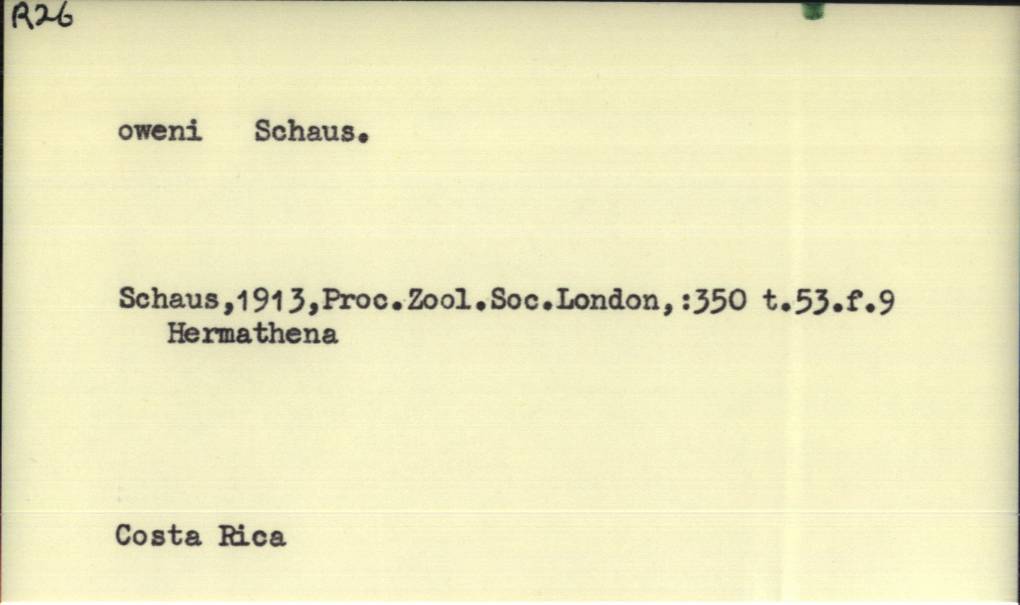 R26
oweni Schaus.
Schaus,1913,Proc.Zool.Soc.London,:350 t.53.f.9
Hermathena
Costa Rica